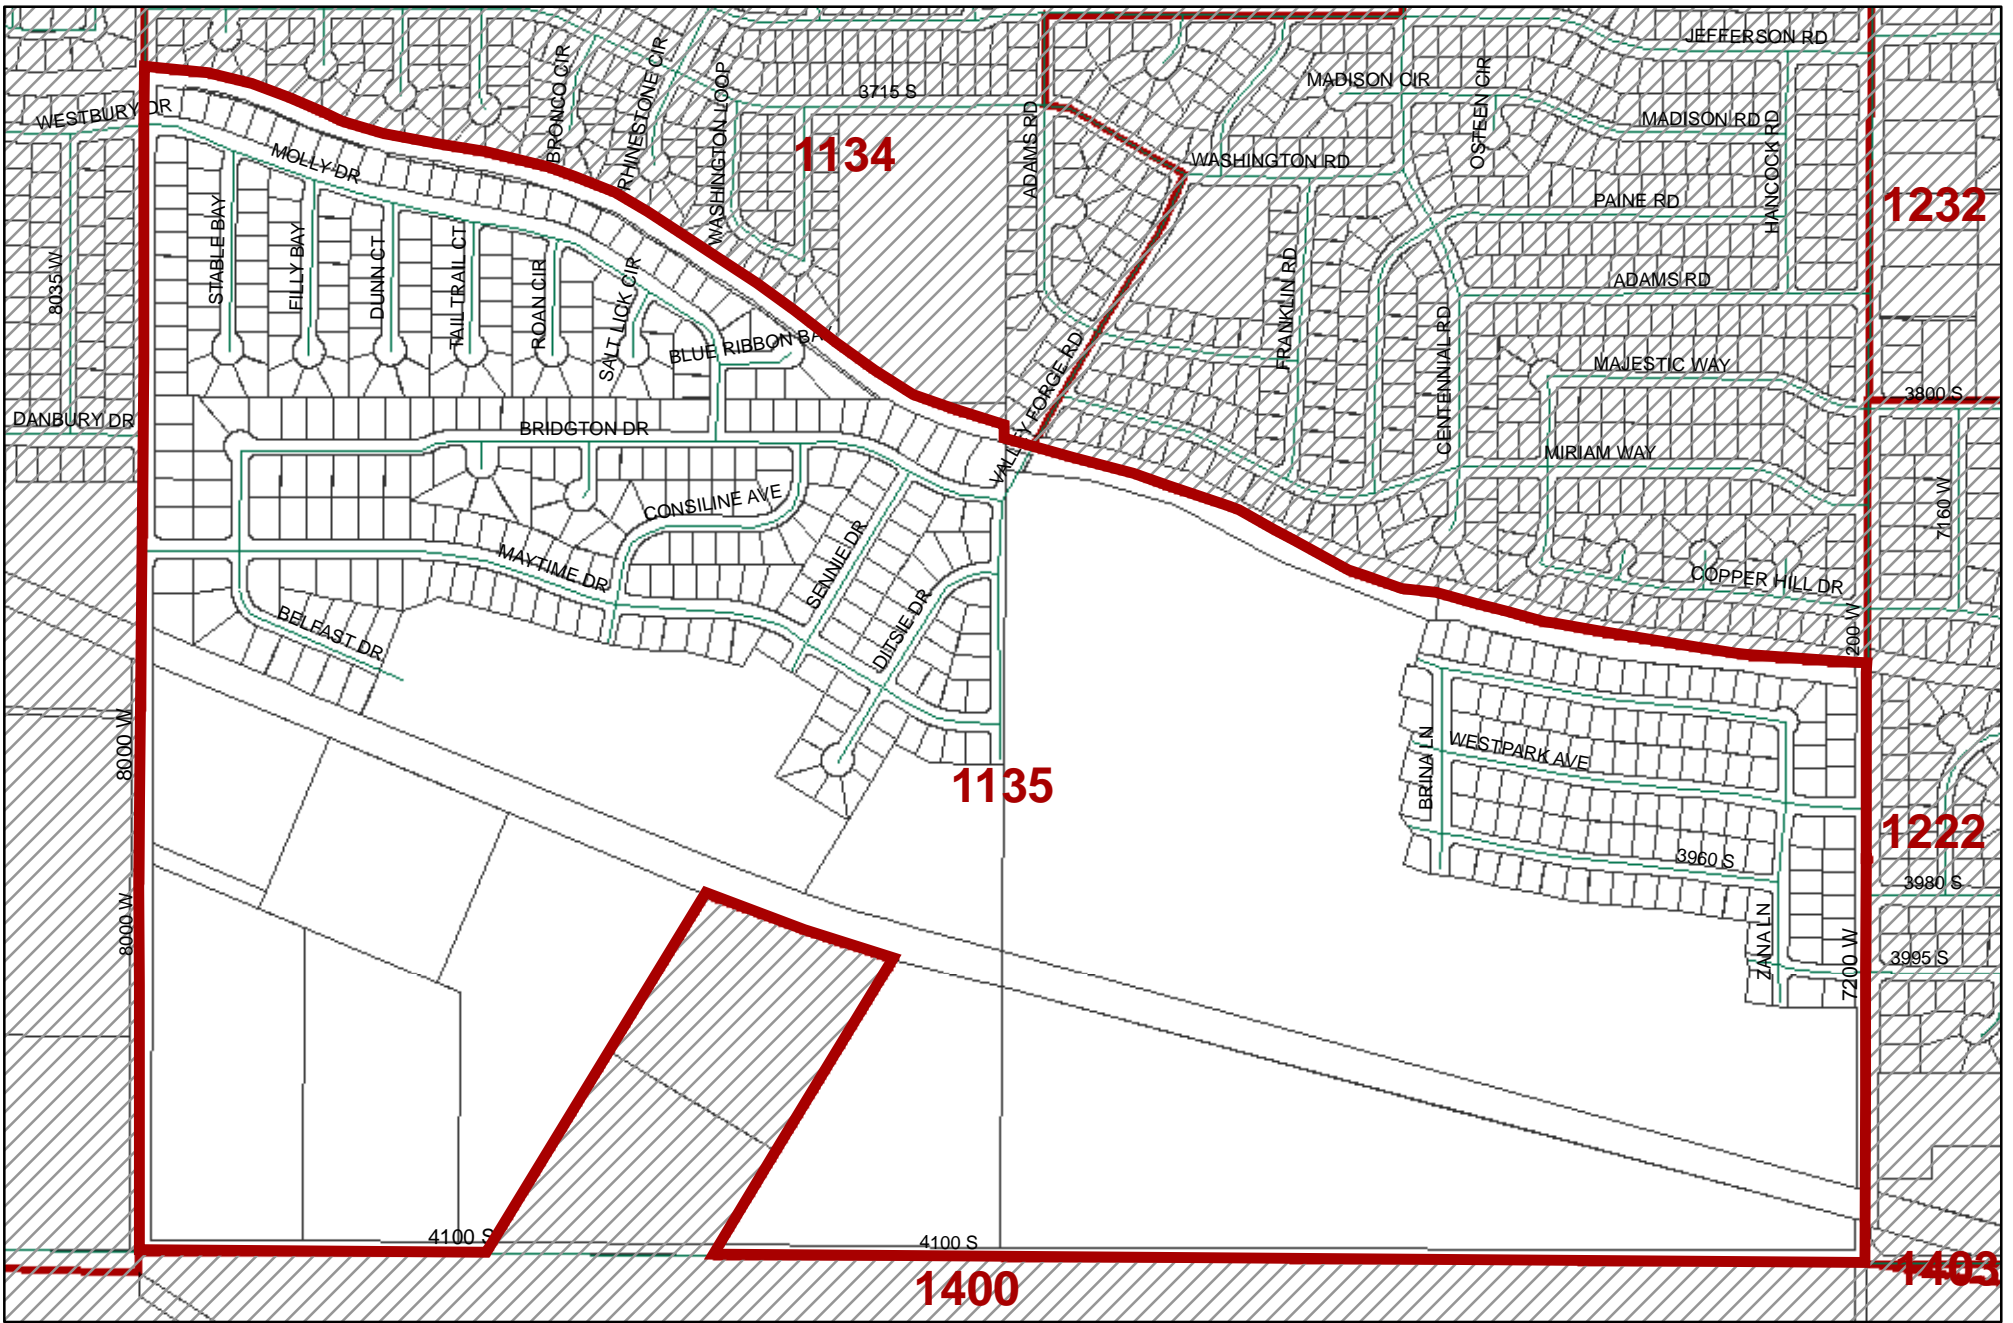 JEFFERSON RD
BRONCO CIR
RHINESTONE CIR
WASHINGTON LOOP
3715 S
MADISON CIR
OSTEEN CIR
WESTBURY DR
MADISON RD
HANCOCK RD
1134
ADAMS RD
WASHINGTON RD
MOLLY DR
PAINE RD
1232
STABLE BAY
FILLY BAY
DUNN CT
TAIL TRAIL CT
ROAN CIR
SALT LICK CIR
8035 W
FRANKLIN RD
ADAMS RD
CENTENNIAL RD
BLUE RIBBON BA
VALLEY FORGE RD
MAJESTIC WAY
3800 S
DANBURY DR
BRIDGTON DR
MIRIAM WAY
7160 W
CONSILINE AVE
SENNIE DR
MAYTIME DR
DITSIE DR
COPPER HILL DR
BELFAST DR
200 W
8000 W
BRINA LN
WESTPARK AVE
1135
1222
3960 S
3980 S
8000 W
ZANA LN
7200 W
3995 S
4100 S
4100 S
1400
1403